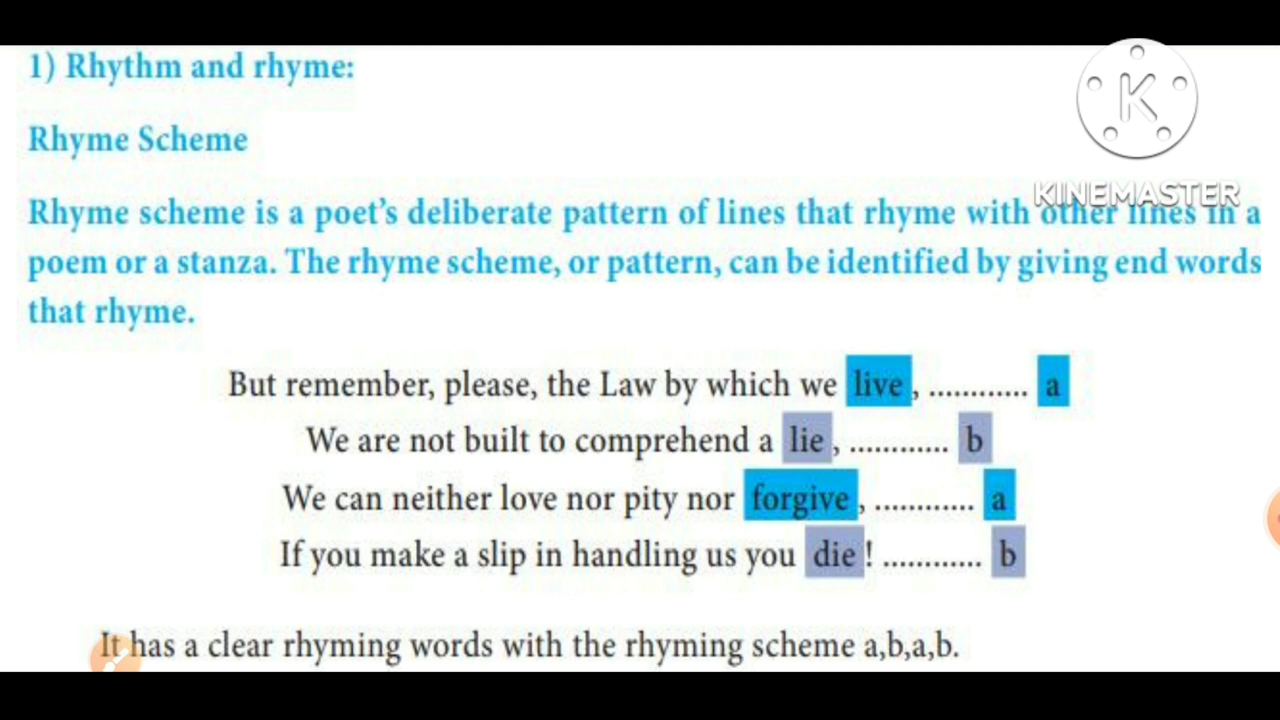 1) Rhythm and rhyme:
K
KINEMASTER
Rhyme Scheme
Rhyme scheme is a poet's deliberate pattern of lines that rhyme with other lines in a
poem or a stanza. The rhyme scheme, or pattern, can be identified by giving end words
that rhyme.
But remember, please, the Law by which we live, ............ a
We are not built to comprehend a lie, ............ b
We can neither love nor pity nor forgive, ............ a
If you make a slip in handling us you die! ............ b
It has a clear rhyming words with the rhyming scheme a,b,a,b.